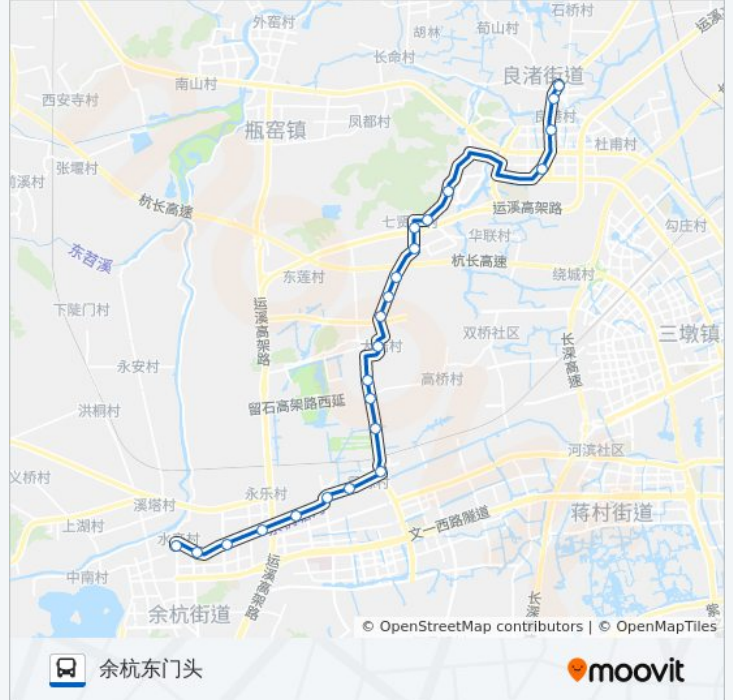 石桥村
运溪
外窑村
胡林
荀山村
长命村
良渚街道
南山村
西安寺村
瓶窑镇
凤都村
杜甫村
张堰村
前溪村
杭长高速
七贤
运溪高架路
华联村
勾庄村
东苕溪
杭长高速
东莲村
绕城村
下陡门村
运溪高架路
双桥社区
三墩镇
长深高速
村
永安村
高桥村
洪桐村
留石高架路西延
河滨社区
义桥村
永乐村
溪塔村
上湖村
文一西路隧道
蒋村街道
中南村
运溪高架路
长深
紫
余杭街道
© OpenStreetMap contributors | © OpenMapTiles
余杭东门头
moovit